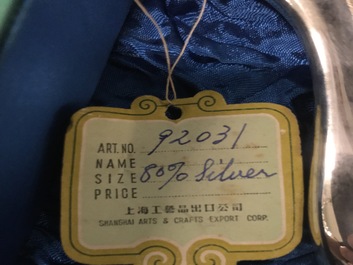 ART. NO. 92031
NAME
SIZE 80% Silver
PRICE
上海工藝品出口公司
SHANGHAI ARTS & CRAFTS EXPORT CORP.